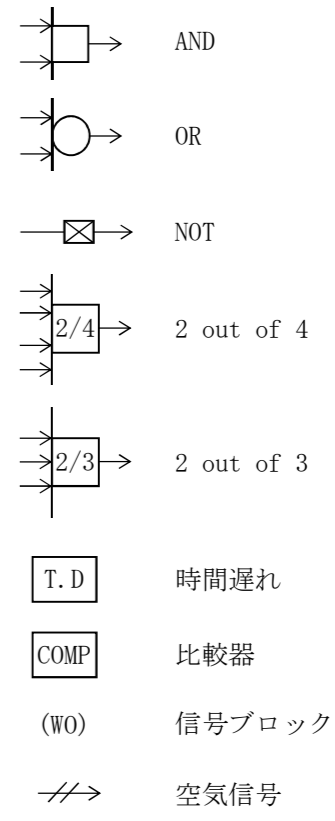 AND
OR
NOT
2/4 2 out of 4
2/3 2 out of 3
T.D 時間遅れ
COMP 比較器
(WO) 信号ブロック
空気信号